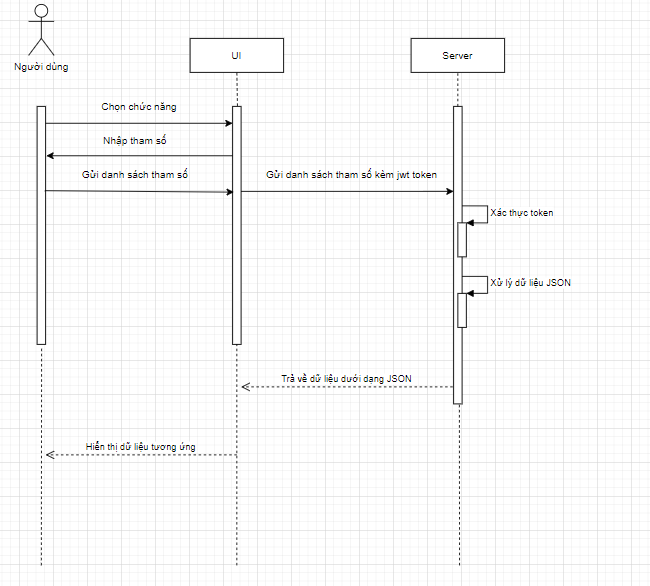 Người dùng
UI
Server
Chọn chức năng
Nhập tham số
Gửi danh sách tham số
Gửi danh sách tham số kèm jwt token
Xác thực token
Xử lý dữ liệu JSON
Trả về dữ liệu dưới dạng JSON
Hiển thị dữ liệu tương ứng